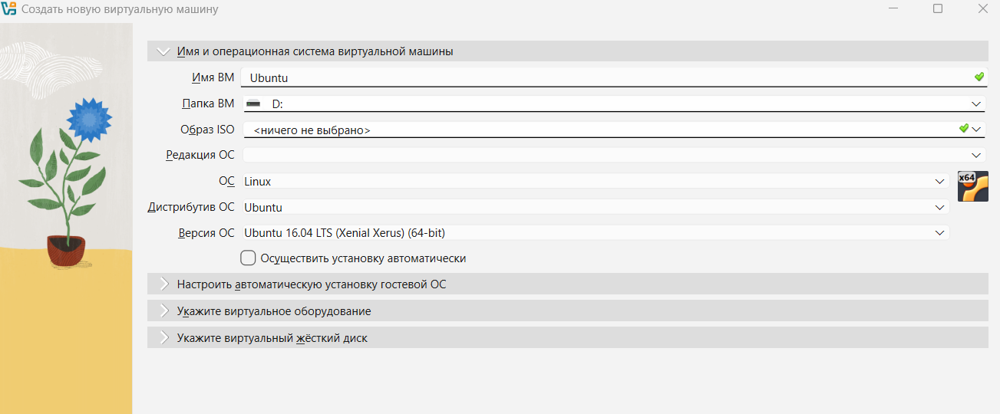 Создать новую виртуальную машину
Имя и операционная система виртуальной машины
Имя ВМ Ubuntu
Папка ВМ D:
Образ ISO <ничего не выбрано>
Редакция ОС
ОС Linux
x64
Дистрибутив ОС Ubuntu
Версия ОС Ubuntu 16.04 LTS (Xenial Xerus) (64-bit)
Осуществить установку автоматически
Настроить автоматическую установку гостевой ОС
Укажите виртуальное оборудование
Укажите виртуальный жёсткий диск